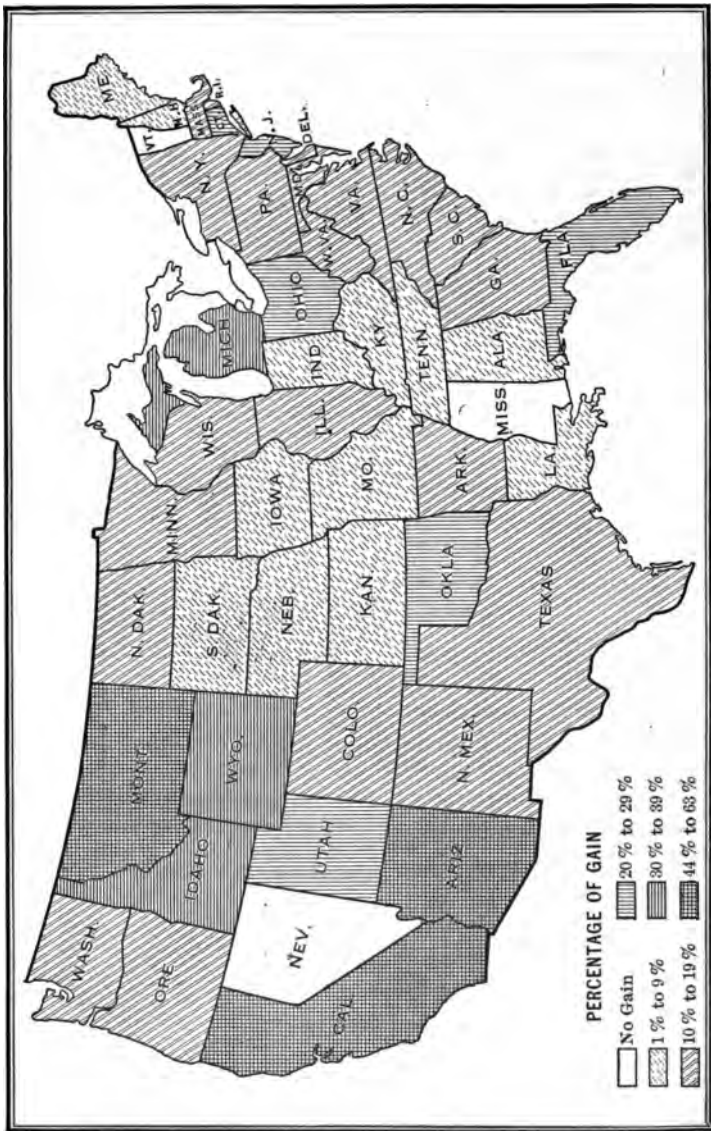 WASH.
ORE
CAL
NEV.
IDAHO
MONT.
WYO.
UTAH
ARIZ
COLO.
N. MEX.
N. DAK.
S. DAK
NEB.
KAN.
OKLA
TEXAS
MINN.
IOWA
MO.
ARK.
LA.
WIS.
ILL.
MICH
IND
OHIO
KY
TENN
MISS.
ALA
GA.
FLA
S.C.
N.C.
VA.
W.VA.
DEL.
.J.
PA.
N.Y.
VT.
N.H.
ME
MASS
R.I.
PERCENTAGE OF GAIN
No Gain
1 % to 9 %
10 % to 19 %
20 % to 29 %
30 % to 39 %
44 % to 63 %